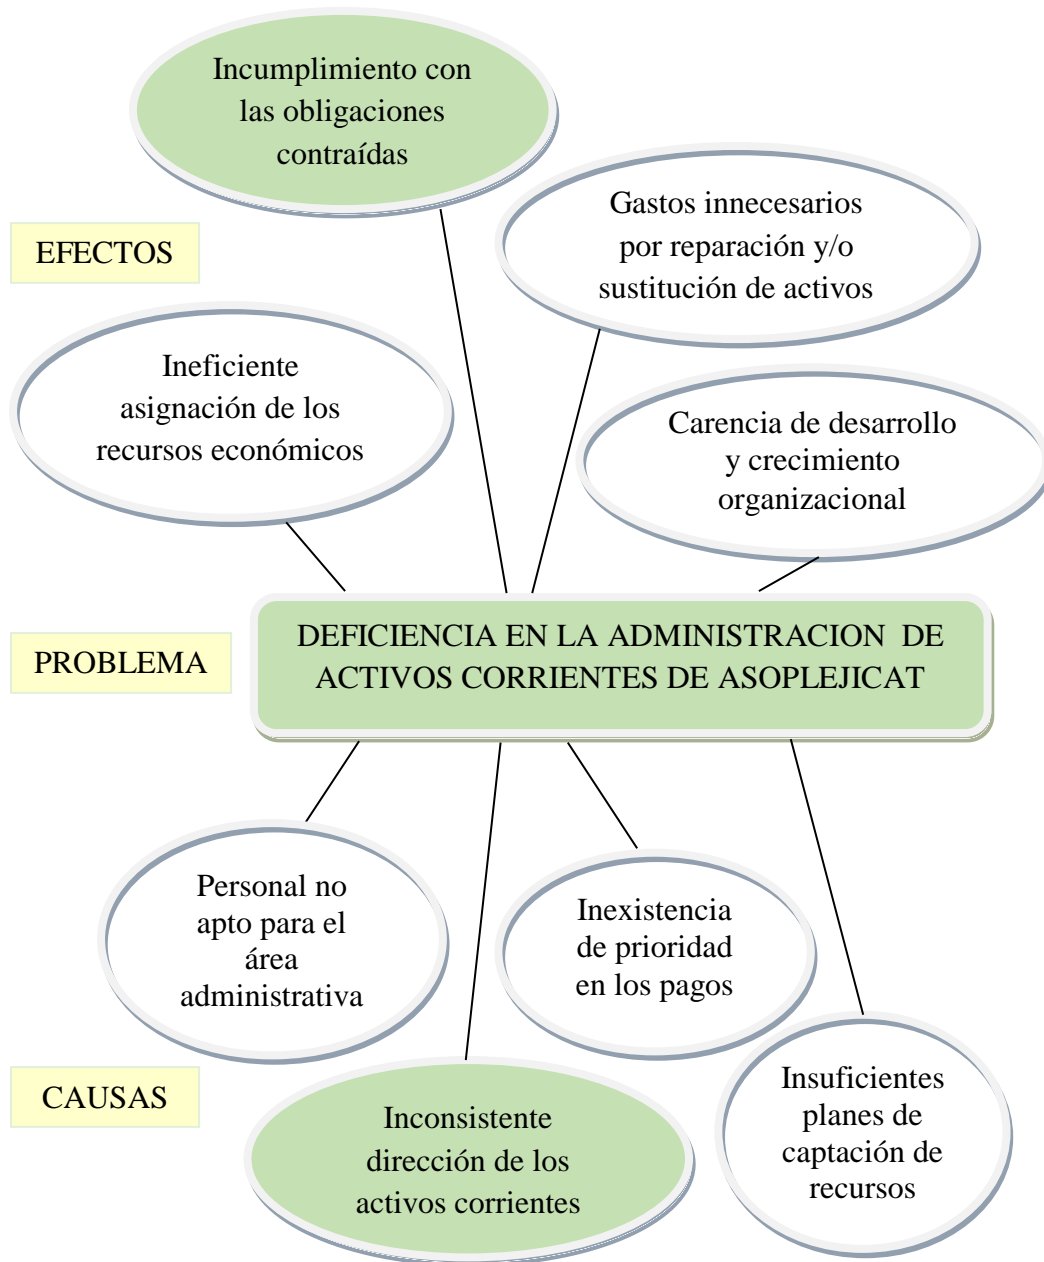 Incumplimiento con
las obligaciones
contraídas
Gastos innecesarios
por reparación y/o
sustitución de activos
EFECTOS
Ineficiente
asignación de los
recursos económicos
Carencia de desarrollo
y crecimiento
organizacional
PROBLEMA
DEFICIENCIA EN LA ADMINISTRACION DE
ACTIVOS CORRIENTES DE ASOPLEJICAT
Personal no
apto para el
área
administrativa
Inexistencia
de prioridad
en los pagos
CAUSAS
Inconsistente
dirección de los
activos corrientes
Insuficientes
planes de
captación de
recursos